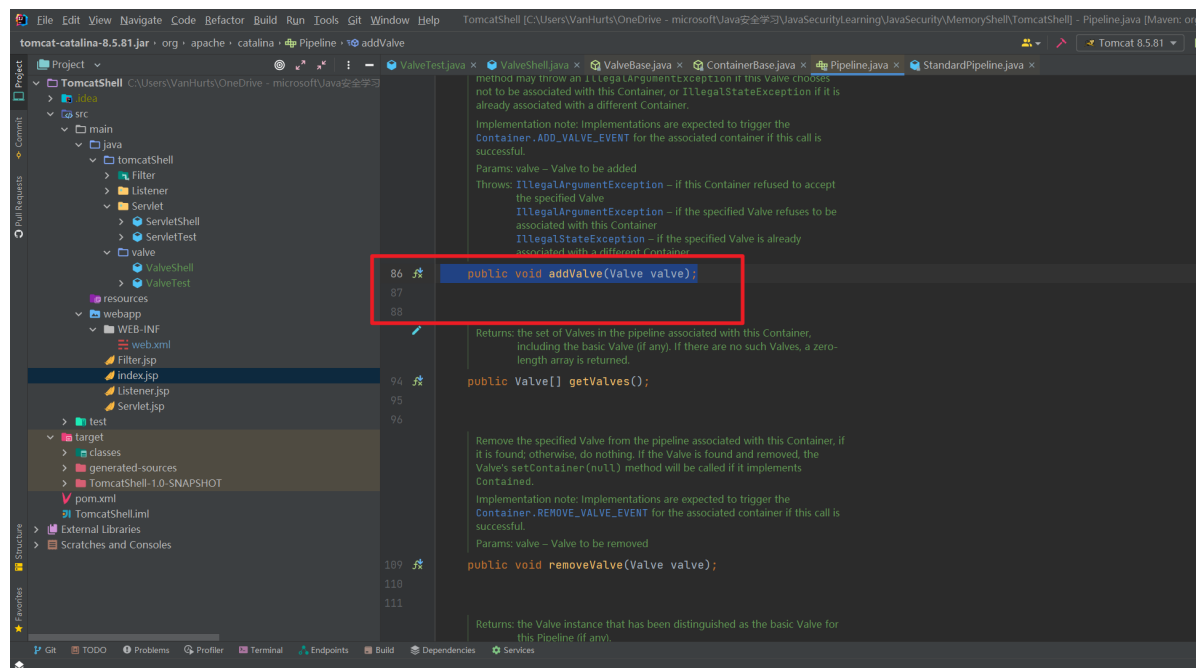 File Edit View Navigate Code Refactor Build Run Tools Git Window Help TomcatShell [C:\Users\VanHurts\OneDrive - microsoft\Java安全学习\JavaSecurityLearning\JavaSecurity\MemoryShell\TomcatShell] - Pipeline.java [Maven: or
tomcat-catalina-8.5.81.jar › org › apache › catalina › Pipeline › addValve
Tomcat 8.5.81
Project
ValveTest.java × ValveShell.java × ValveBase.java × ContainerBase.java × Pipeline.java × StandardPipeline.java ×
TomcatShell C:\Users\VanHurts\OneDrive - microsoft\Java安全学习
.idea
src
main
java
tomcatShell
Filter
Listener
Servlet
ServletShell
ServletTest
valve
ValveShell
ValveTest
resources
webapp
WEB-INF
web.xml
Filter.jsp
index.jsp
Listener.jsp
Servlet.jsp
test
target
classes
generated-sources
TomcatShell-1.0-SNAPSHOT
pom.xml
TomcatShell.iml
External Libraries
Scratches and Consoles
Project
Commit
Pull Requests
Structure
Favorites
method may throw an IllegalArgumentException if this Valve chooses
not to be associated with this Container, or IllegalStateException if it is
already associated with a different Container.
Implementation note: Implementations are expected to trigger the
Container.ADD_VALVE_EVENT for the associated container if this call is
successful.
Params: valve – Valve to be added
Throws: IllegalArgumentException – if this Container refused to accept
the specified Valve
IllegalArgumentException – if the specified Valve refuses to be
associated with this Container
IllegalStateException – if the specified Valve is already
associated with a different Container
86 public void addValve(Valve valve);
87
88
Returns: the set of Valves in the pipeline associated with this Container,
including the basic Valve (if any). If there are no such Valves, a zero-
length array is returned.
94 public Valve[] getValves();
95
96
Remove the specified Valve from the pipeline associated with this Container, if
it is found; otherwise, do nothing. If the Valve is found and removed, the
Valve's setContainer(null) method will be called if it implements
Contained.
Implementation note: Implementations are expected to trigger the
Container.REMOVE_VALVE_EVENT for the associated container if this call is
successful.
Params: valve – Valve to be removed
109 public void removeValve(Valve valve);
110
111
Returns: the Valve instance that has been distinguished as the basic Valve for
this Pipeline (if any).
Git TODO Problems Profiler Terminal Endpoints Build Dependencies Services